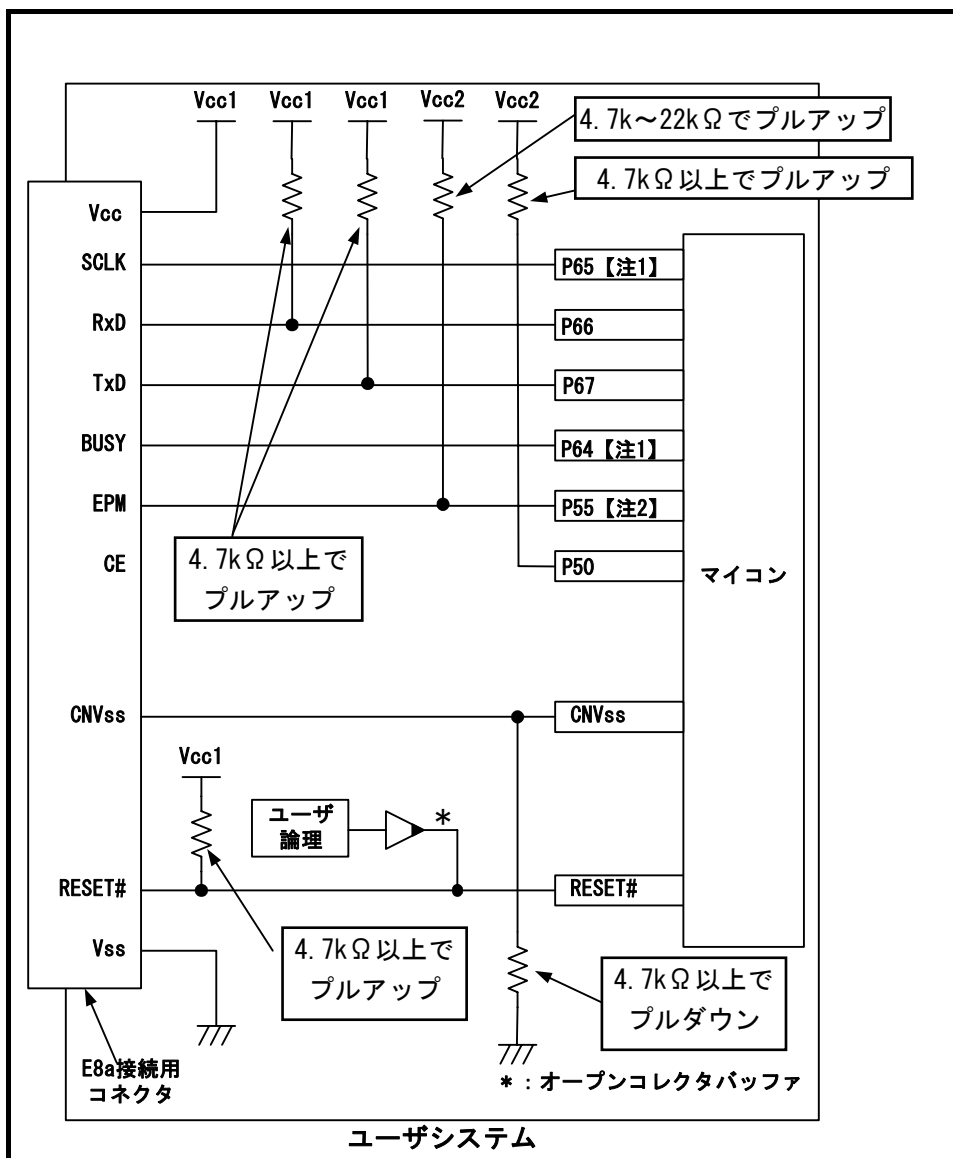 Vcc1 Vcc1 Vcc1 Vcc2 Vcc2
4.7k～22kΩでプルアップ
4.7kΩ以上でプルアップ
Vcc
SCLK
P65【注1】
RxD
P66
TxD
P67
BUSY
P64【注1】
EPM
P55【注2】
CE
P50
4.7kΩ以上で
プルアップ
マイコン
CNVss
CNVss
Vcc1
ユーザ
論理
*
RESET#
RESET#
Vss
4.7kΩ以上で
プルアップ
4.7kΩ以上で
プルダウン
E8a接続用
コネクタ
*：オープンコレクタバッファ
ユーザシステム